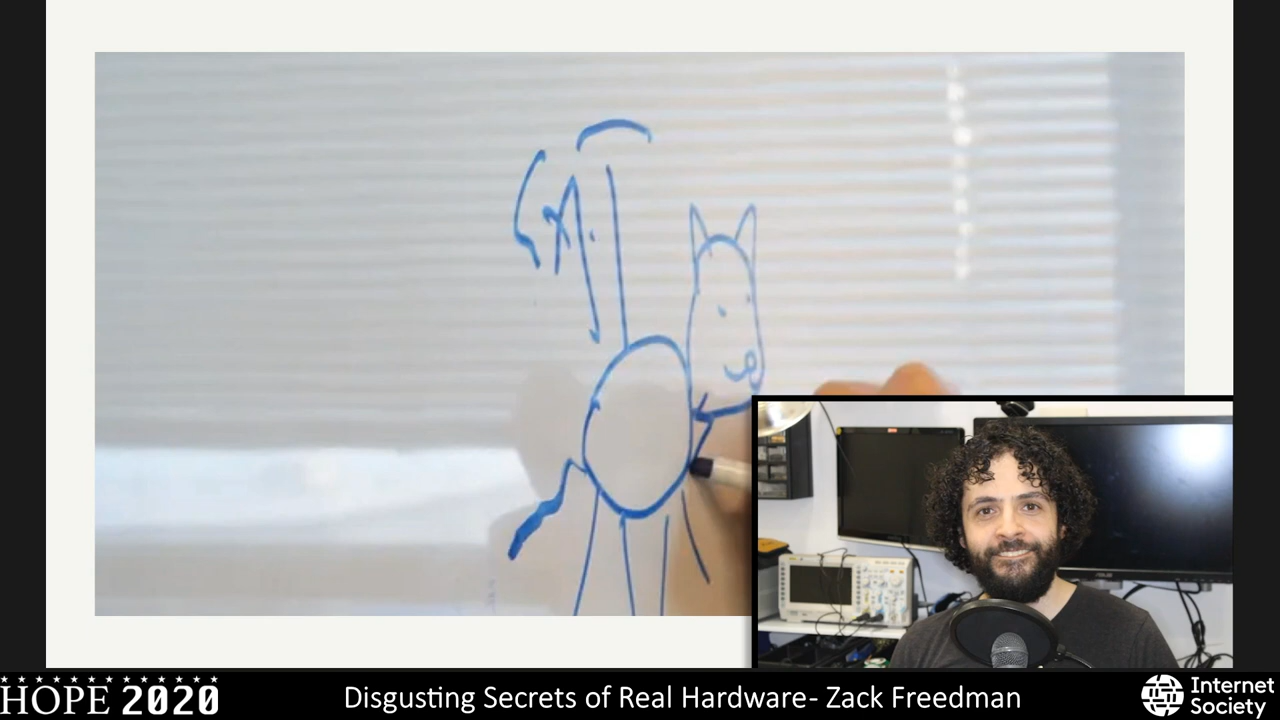 HOPE 2020
Disgusting Secrets of Real Hardware- Zack Freedman
Internet
Society